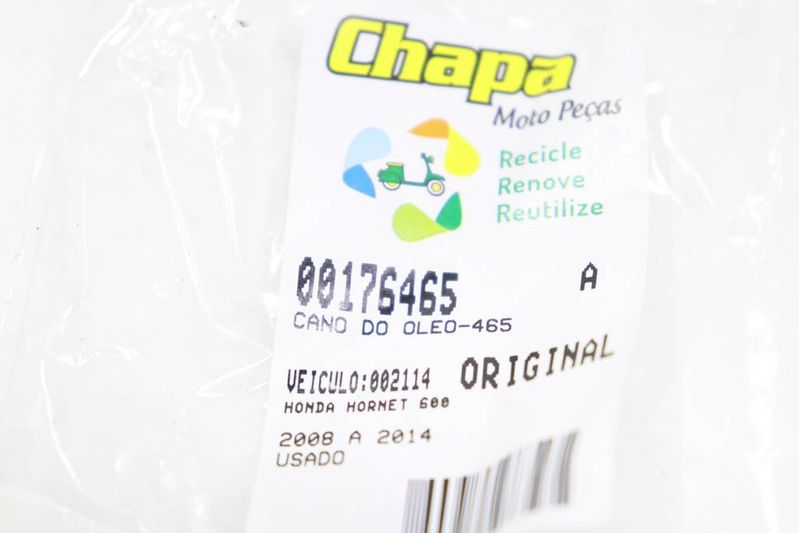 Chapa
Moto Peças
Recicle
Renove
Reutilize
00176465 A
CANO DO OLEO-465
VEICULO:002114 ORIGINAL
HONDA HORNET 600
2008 A 2014
USADO